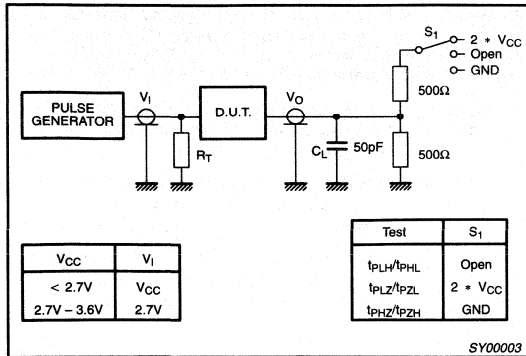 S1
2 * VCC
Open
GND
500Ω
PULSE
GENERATOR
VI
D.U.T.
VO
RT
CL
50pF
500Ω
VCC VI
< 2.7V VCC
2.7V – 3.6V 2.7V
Test S1
tPLH/tPHL Open
tPLZ/tPZL 2 * VCC
tPHZ/tPZH GND
SY00003